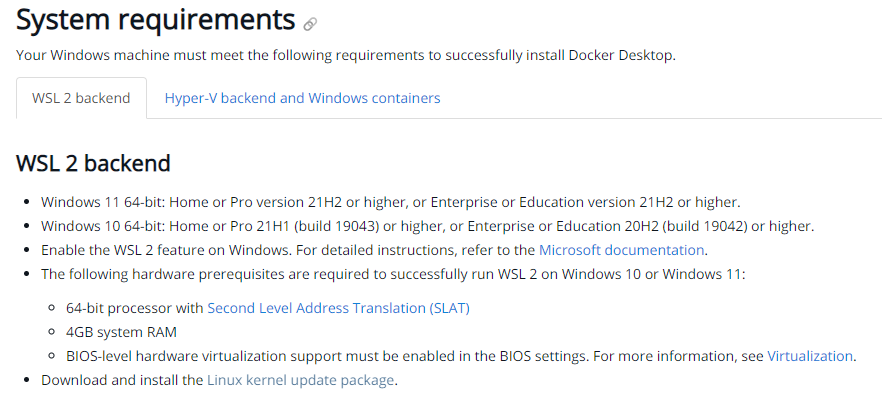 System requirements
Your Windows machine must meet the following requirements to successfully install Docker Desktop.
WSL 2 backend Hyper-V backend and Windows containers
WSL 2 backend
• Windows 11 64-bit: Home or Pro version 21H2 or higher, or Enterprise or Education version 21H2 or higher.
• Windows 10 64-bit: Home or Pro 21H1 (build 19043) or higher, or Enterprise or Education 20H2 (build 19042) or higher.
• Enable the WSL 2 feature on Windows. For detailed instructions, refer to the Microsoft documentation.
• The following hardware prerequisites are required to successfully run WSL 2 on Windows 10 or Windows 11:
◦ 64-bit processor with Second Level Address Translation (SLAT)
◦ 4GB system RAM
◦ BIOS-level hardware virtualization support must be enabled in the BIOS settings. For more information, see Virtualization.
• Download and install the Linux kernel update package.